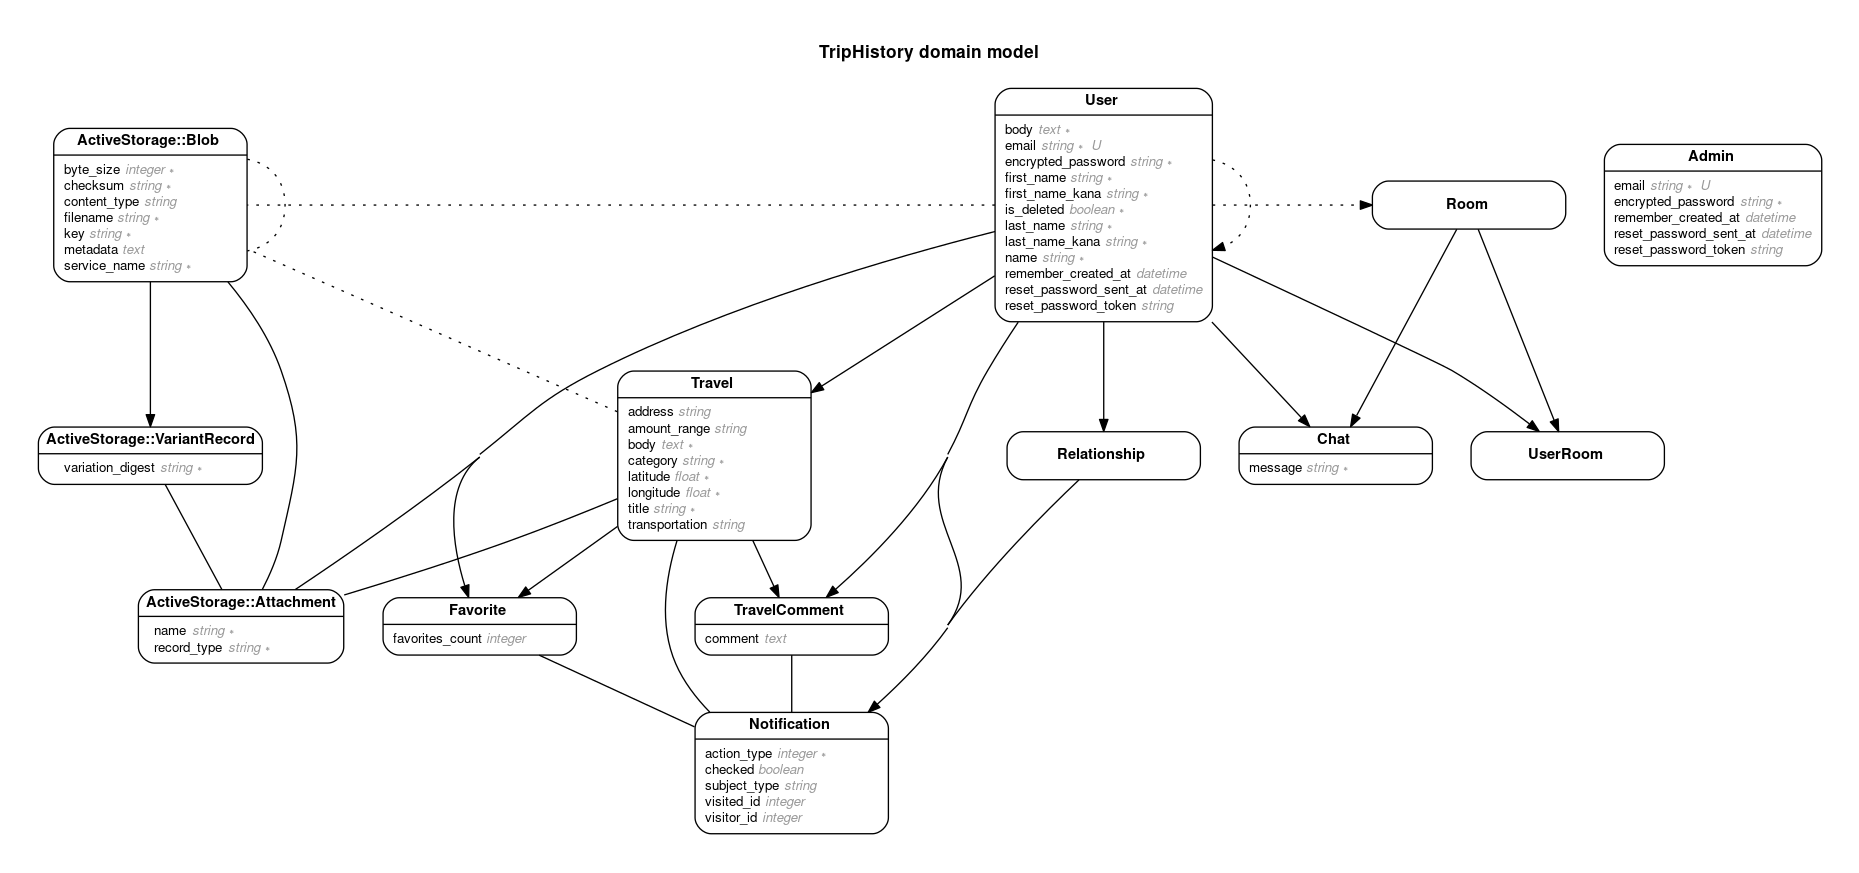 TripHistory domain model
ActiveStorage::Blob
byte_size integer ∗
checksum string ∗
content_type string
filename string ∗
key string ∗
metadata text
service_name string ∗
User
body text ∗
email string ∗ U
encrypted_password string ∗
first_name string ∗
first_name_kana string ∗
is_deleted boolean ∗
last_name string ∗
last_name_kana string ∗
name string ∗
remember_created_at datetime
reset_password_sent_at datetime
reset_password_token string
Room
Admin
email string ∗ U
encrypted_password string ∗
remember_created_at datetime
reset_password_sent_at datetime
reset_password_token string
Travel
address string
amount_range string
body text ∗
category string ∗
latitude float ∗
longitude float ∗
title string ∗
transportation string
ActiveStorage::VariantRecord
variation_digest string ∗
Relationship
Chat
message string ∗
UserRoom
ActiveStorage::Attachment
name string ∗
record_type string ∗
Favorite
favorites_count integer
TravelComment
comment text
Notification
action_type integer ∗
checked boolean
subject_type string
visited_id integer
visitor_id integer